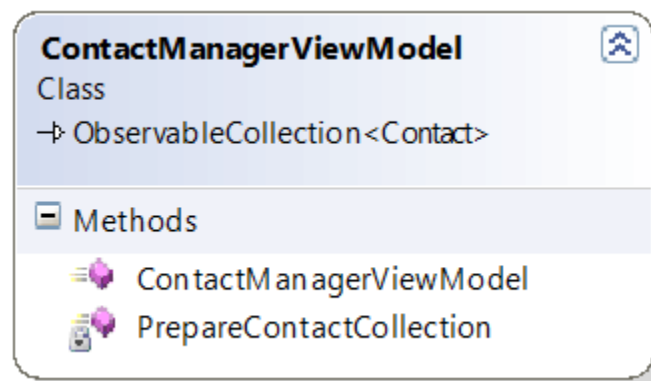 ContactManagerViewModel
Class
ObservableCollection<Contact>
Methods
ContactManagerViewModel
PrepareContactCollection